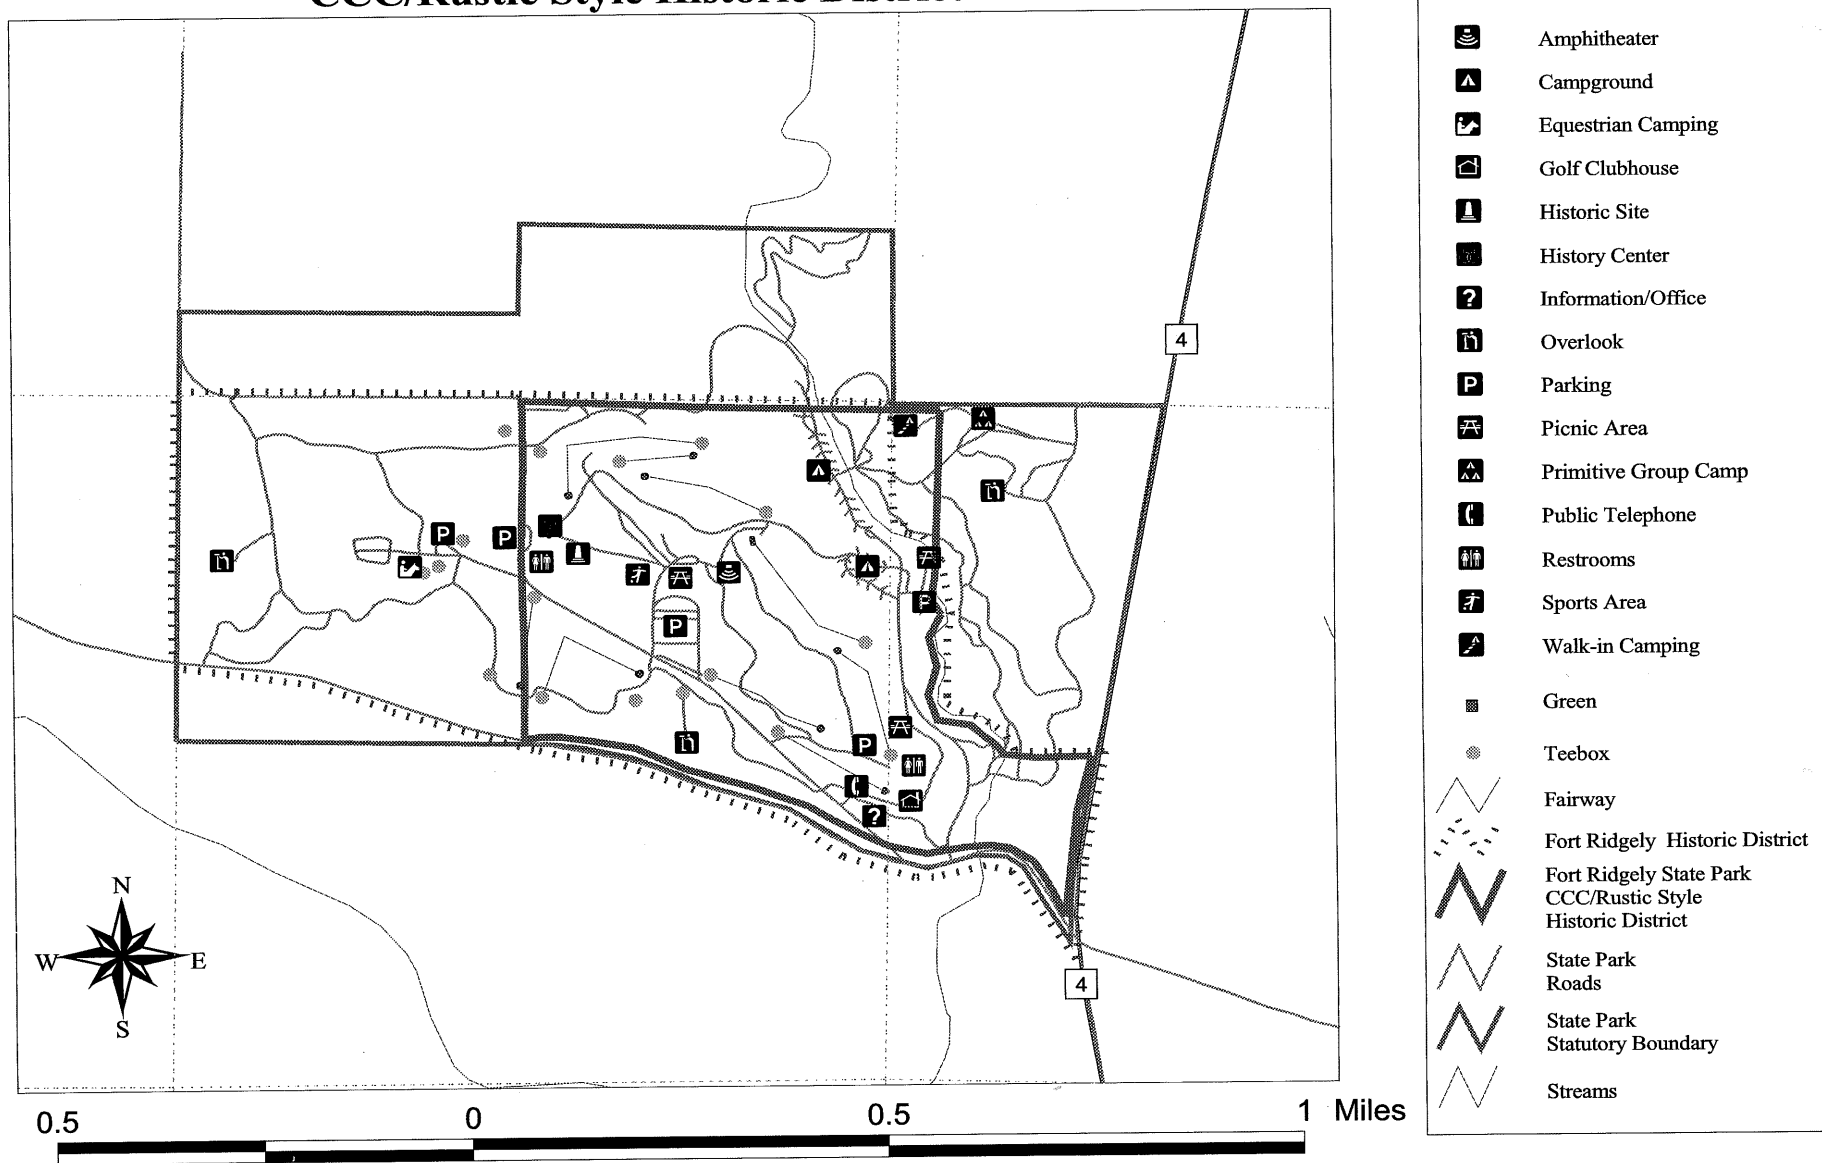 CCC/Rustic Style Historic District
Amphitheater
Campground
Equestrian Camping
Golf Clubhouse
Historic Site
History Center
? Information/Office
Overlook
P Parking
Picnic Area
Primitive Group Camp
Public Telephone
Restrooms
Sports Area
Walk-in Camping
Green
Teebox
Fairway
Fort Ridgely Historic District
Fort Ridgely State Park
CCC/Rustic Style
Historic District
State Park
Roads
State Park
Statutory Boundary
Streams
4
P
P
P
P
P
?
4
N
W E
S
0.5 0 0.5 1 Miles